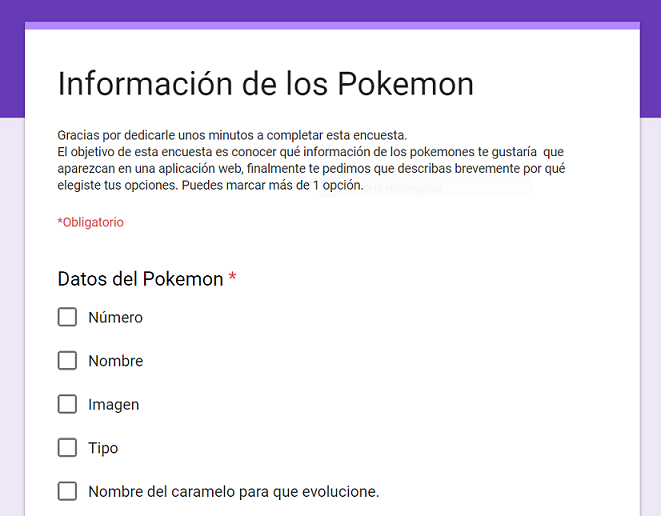 Información de los Pokemon
Gracias por dedicarle unos minutos a completar esta encuesta.
El objetivo de esta encuesta es conocer qué información de los pokemones te gustaría  que
aparezcan en una aplicación web, finalmente te pedimos que describas brevemente por qué
elegiste tus opciones. Puedes marcar más de 1 opción.
*Obligatorio
Datos del Pokemon *
Número
Nombre
Imagen
Tipo
Nombre del caramelo para que evolucione.